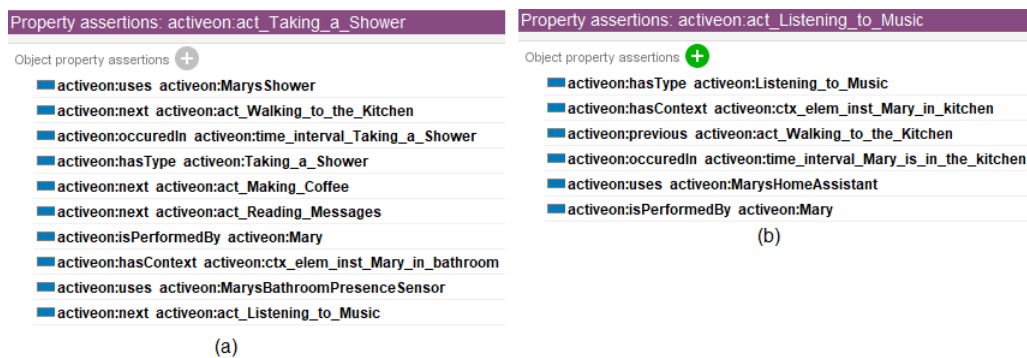 Property assertions: activeon:act_Taking_a_Shower
Object property assertions
activeon:uses activeon:MarysShower
activeon:next activeon:act_Walking_to_the_Kitchen
activeon:occuredIn activeon:time_interval_Taking_a_Shower
activeon:hasType activeon:Taking_a_Shower
activeon:next activeon:act_Making_Coffee
activeon:next activeon:act_Reading_Messages
activeon:isPerformedBy activeon:Mary
activeon:hasContext activeon:ctx_elem_inst_Mary_in_bathroom
activeon:uses activeon:MarysBathroomPresenceSensor
activeon:next activeon:act_Listening_to_Music
(a)
Property assertions: activeon:act_Listening_to_Music
Object property assertions
activeon:hasType activeon:Listening_to_Music
activeon:hasContext activeon:ctx_elem_inst_Mary_in_kitchen
activeon:previous activeon:act_Walking_to_the_Kitchen
activeon:occuredIn activeon:time_interval_Mary_is_in_the_kitchen
activeon:uses activeon:MarysHomeAssistant
activeon:isPerformedBy activeon:Mary
(b)